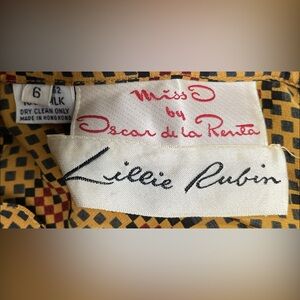 6
DRY CLEAN ONLY
MADE IN HONG KONG
Miss O
by
Oscar de la Renta
Lillie Rubin